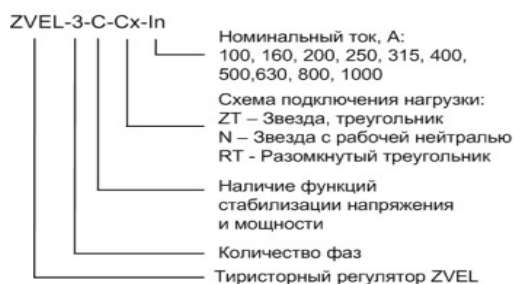 ZVEL-3-C-Cx-In
Номинальный ток, А:
100, 160, 200, 250, 315, 400,
500,630, 800, 1000
Схема подключения нагрузки:
ZT – Звезда, треугольник
N – Звезда с рабочей нейтралью
RT - Разомкнутый треугольник
Наличие функций
стабилизации напряжения
и мощности
Количество фаз
Тиристорный регулятор ZVEL